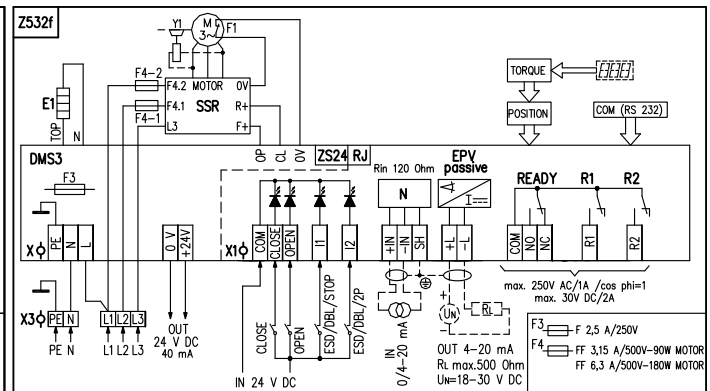 Z532f
Y1
M
3~
F1
F4-2
F4.2 MOTOR 0V
F4.1 SSR R+
L3 F+
F4-1
E1
TOP
N
OP
CL
0V
TORQUE
POSITION
COM (RS 232)
DMS3
ZS24 RJ
Rin 120 Ohm
N
EPV
passive
READY R1 R2
F3
X
PE
N
L
0 V
+24V
X1
COM
CLOSE
OPEN
I1
I2
+IN
-IN
SH
+L
-L
COM
NO
NC
R1
R2
max. 250V AC/1A /cos phi=1
max. 30V DC/2A
X3
PE N
L1 L2 L3
PE N
L1 L2 L3
OUT
24 V DC
40 mA
CLOSE
OPEN
ESD/DBL/STOP
ESD/DBL/2P
IN 24 V DC
IN
0/4-20 mA
+
UN
-
RL
OUT 4-20 mA
RL max.500 Ohm
UN=18-30 V DC
F3 F 2,5 A/250V
F4 FF 3,15 A/500V-90W MOTOR
FF 6,3 A/500V-180W MOTOR